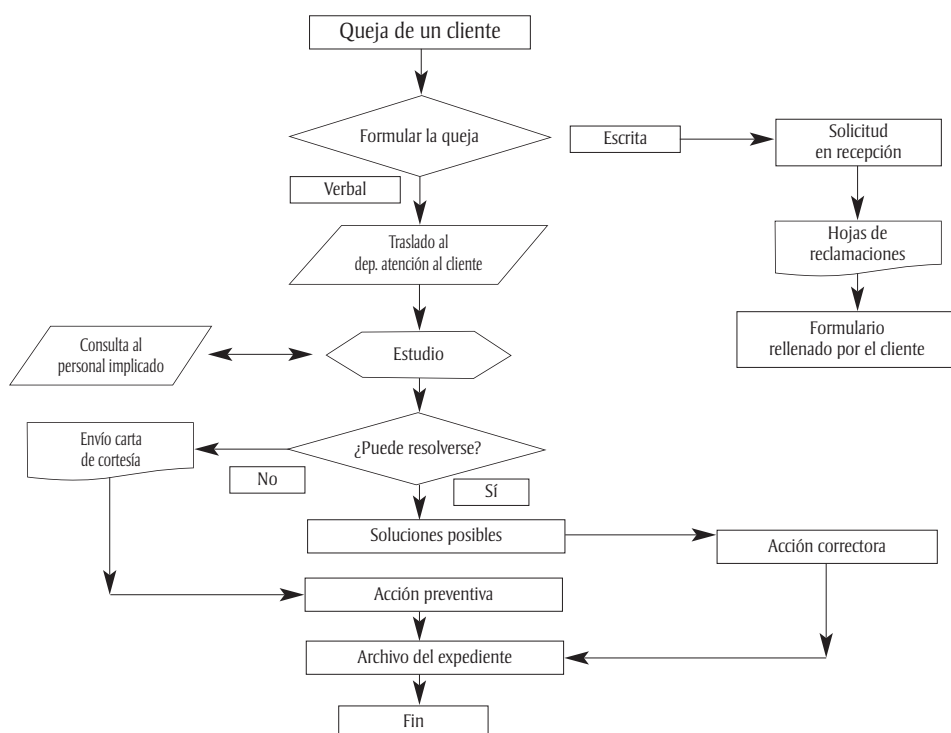 Queja de un cliente
Formular la queja
Escrita
Solicitud
en recepción
Verbal
Hojas de
reclamaciones
Traslado al
dep. atención al cliente
Formulario
rellenado por el cliente
Consulta al
personal implicado
Estudio
Envío carta
de cortesía
¿Puede resolverse?
No
Sí
Soluciones posibles
Acción correctora
Acción preventiva
Archivo del expediente
Fin